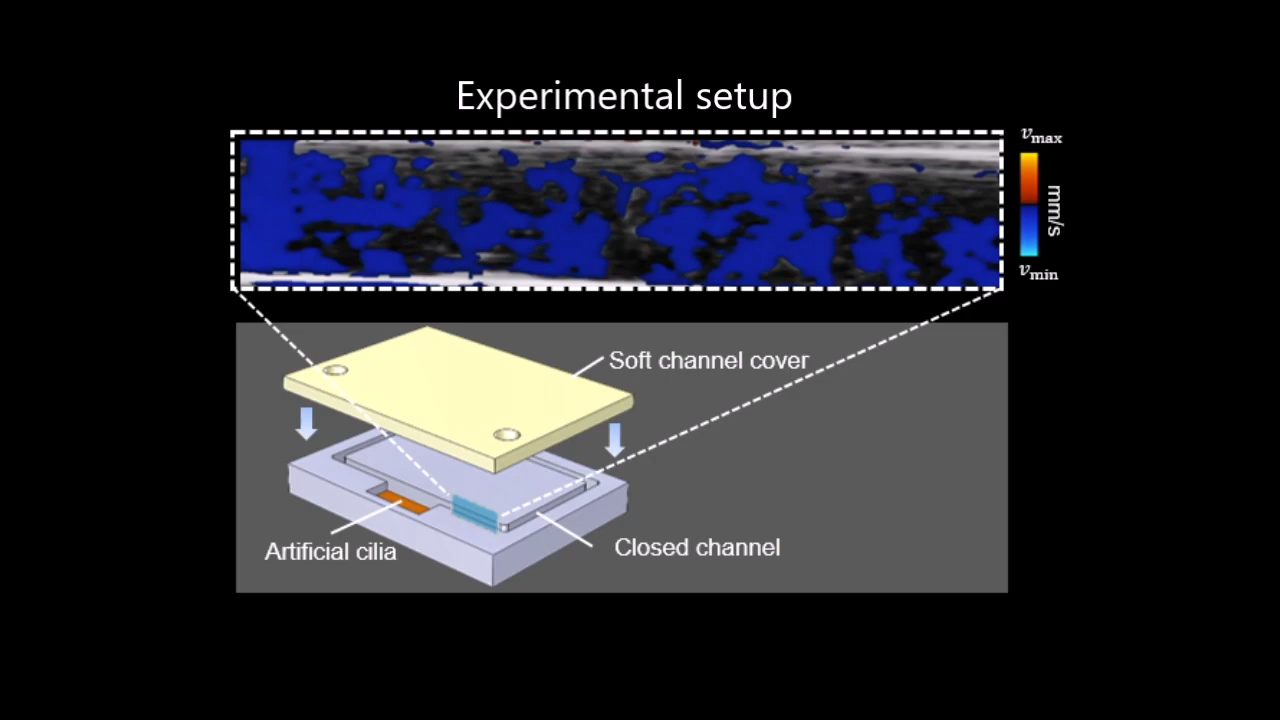 Experimental setup
vmax
mm/s
vmin
Soft channel cover
Artificial cilia
Closed channel